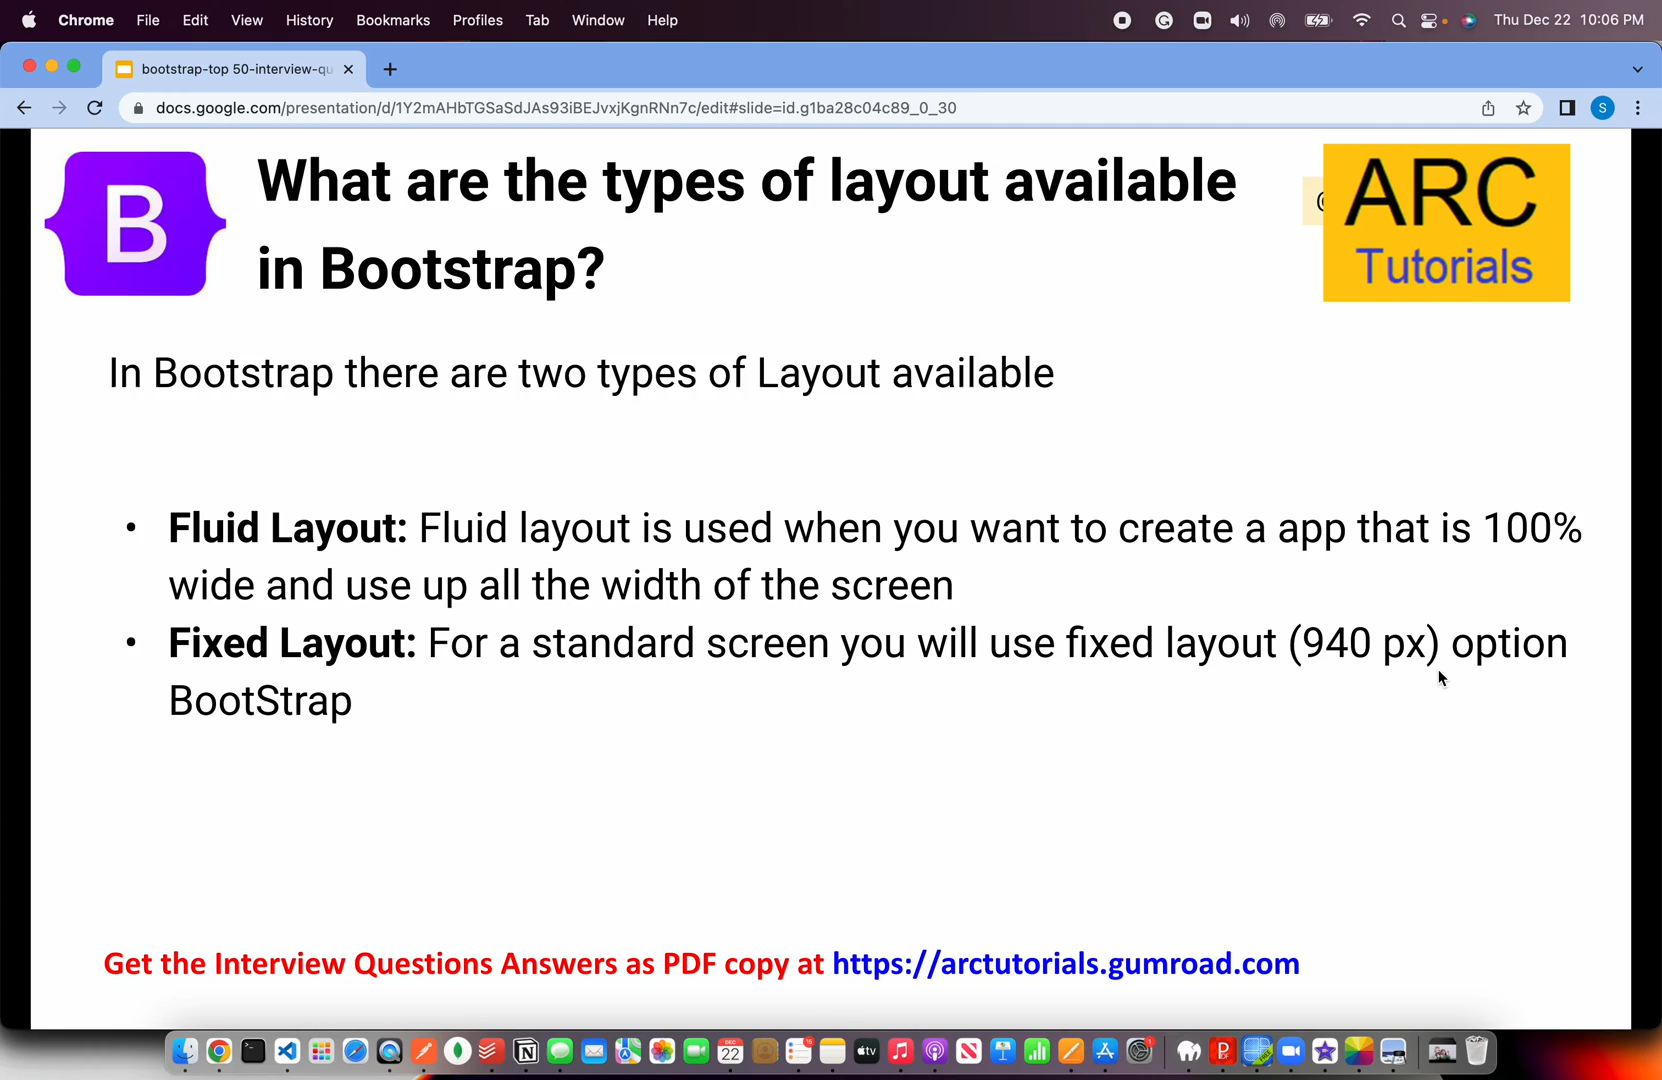 Chrome File Edit View History Bookmarks Profiles Tab Window Help Thu Dec 22 10:06 PM
bootstrap-top 50-interview-qu
docs.google.com/presentation/d/1Y2mAHbTGSaSdJAs93iBEJvxjKgnRNn7c/edit#slide=id.g1ba28c04c89_0_30
S
B
What are the types of layout available
in Bootstrap?
ARC
Tutorials
In Bootstrap there are two types of Layout available
• Fluid Layout: Fluid layout is used when you want to create a app that is 100%
wide and use up all the width of the screen
• Fixed Layout: For a standard screen you will use fixed layout (940 px) option
BootStrap
Get the Interview Questions Answers as PDF copy at https://arctutorials.gumroad.com
DEC
22
tv